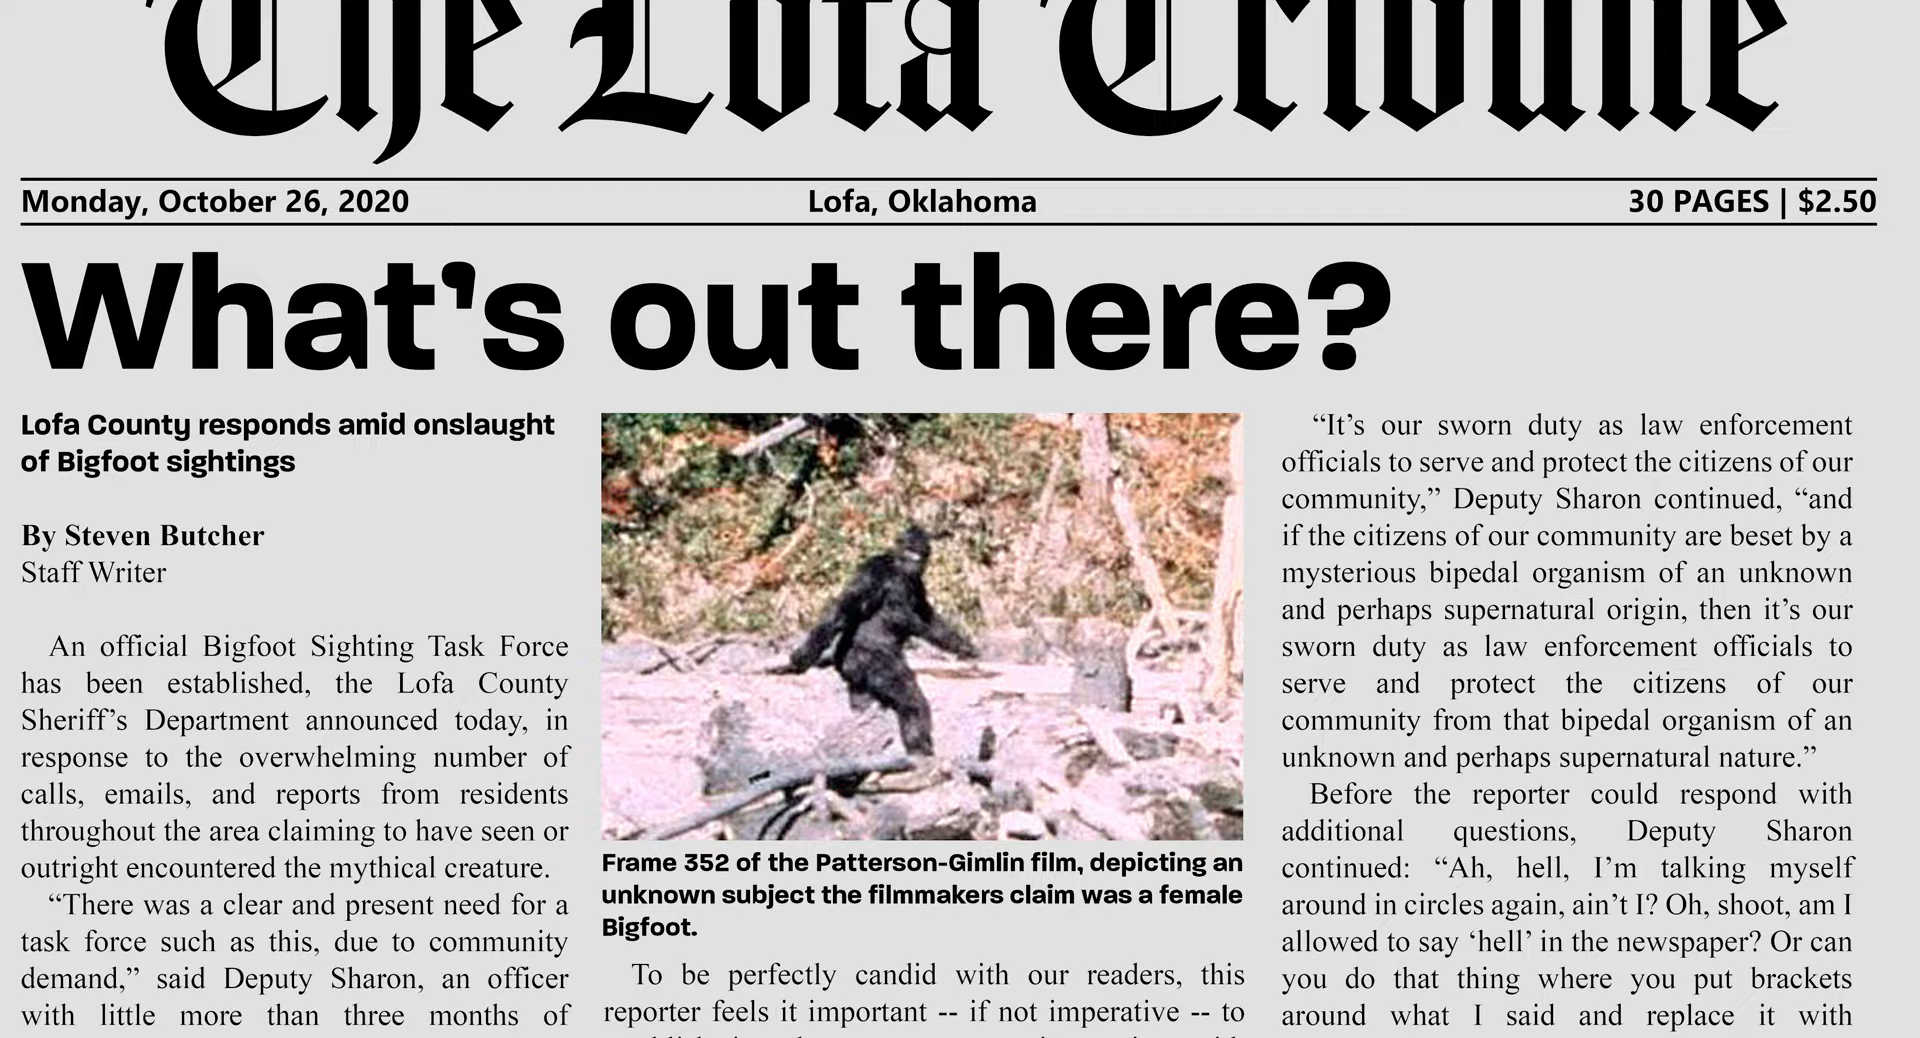 The Lofa Tribune
Monday, October 26, 2020
Lofa, Oklahoma
30 PAGES | $2.50
What's out there?
Lofa County responds amid onslaught
of Bigfoot sightings
By Steven Butcher
Staff Writer
An official Bigfoot Sighting Task Force
has been established, the Lofa County
Sheriff’s Department announced today, in
response to the overwhelming number of
calls, emails, and reports from residents
throughout the area claiming to have seen or
outright encountered the mythical creature.
“There was a clear and present need for a
task force such as this, due to community
demand,” said Deputy Sharon, an officer
with little more than three months of
Frame 352 of the Patterson-Gimlin film, depicting an
unknown subject the filmmakers claim was a female
Bigfoot.
To be perfectly candid with our readers, this
reporter feels it important -- if not imperative -- to
“It’s our sworn duty as law enforcement
officials to serve and protect the citizens of our
community,” Deputy Sharon continued, “and
if the citizens of our community are beset by a
mysterious bipedal organism of an unknown
and perhaps supernatural origin, then it’s our
sworn duty as law enforcement officials to
serve and protect the citizens of our
community from that bipedal organism of an
unknown and perhaps supernatural nature.”
Before the reporter could respond with
additional questions, Deputy Sharon
continued: “Ah, hell, I’m talking myself
around in circles again, ain’t I? Oh, shoot, am I
allowed to say ‘hell’ in the newspaper? Or can
you do that thing where you put brackets
around what I said and replace it with